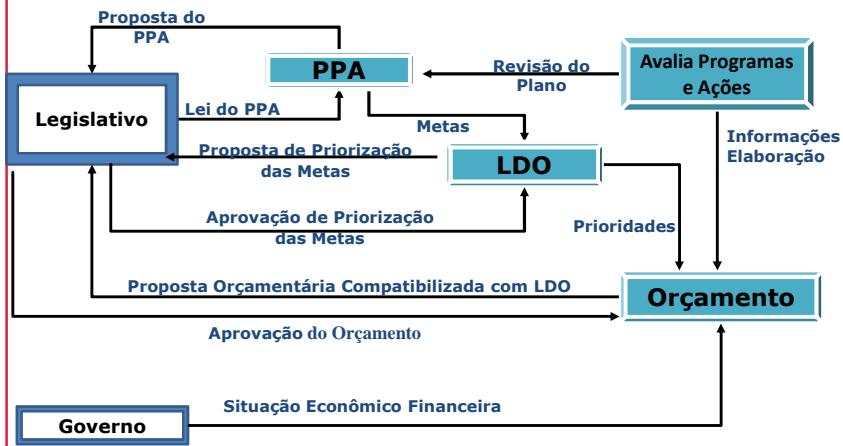 Proposta do
PPA
PPA
Revisão do
Plano
Avalia Programas
e Ações
Legislativo
Lei do PPA
Metas
Informações
Elaboração
Proposta de Priorização
das Metas
LDO
Aprovação de Priorização
das Metas
Prioridades
Proposta Orçamentária Compatibilizada com LDO
Orçamento
Aprovação do Orçamento
Situação Econômico Financeira
Governo